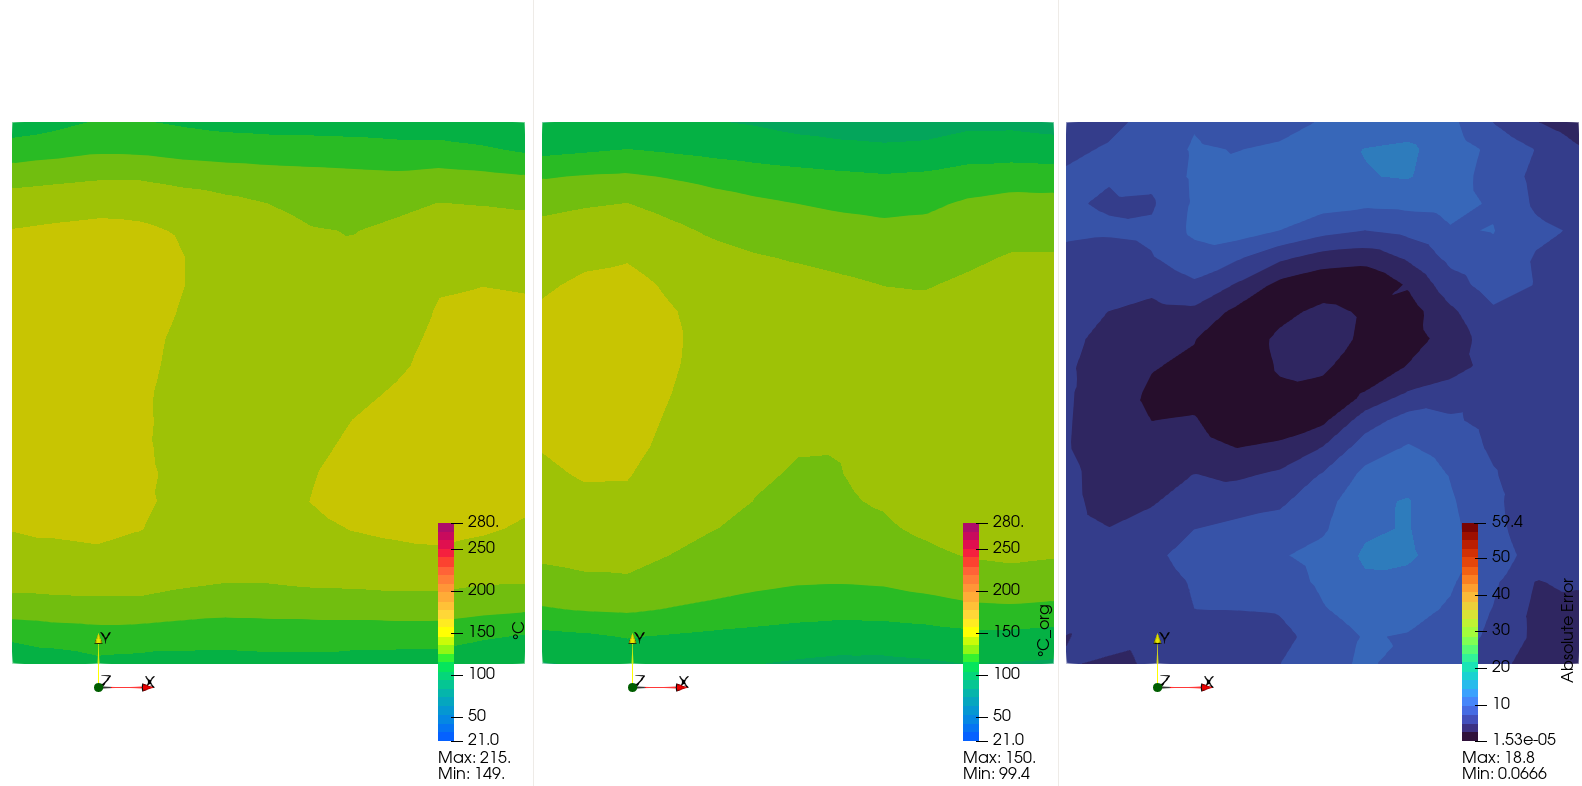 280.
250
200
150
100
50
21.0
°C
Max: 215.
Min: 149.
Y
Z
X
280.
250
200
150
100
50
21.0
°C_org
Max: 150.
Min: 99.4
Y
Z
X
59.4
50
40
30
20
10
1.53e-05
Absolute Error
Max: 18.8
Min: 0.0666
Y
Z
X